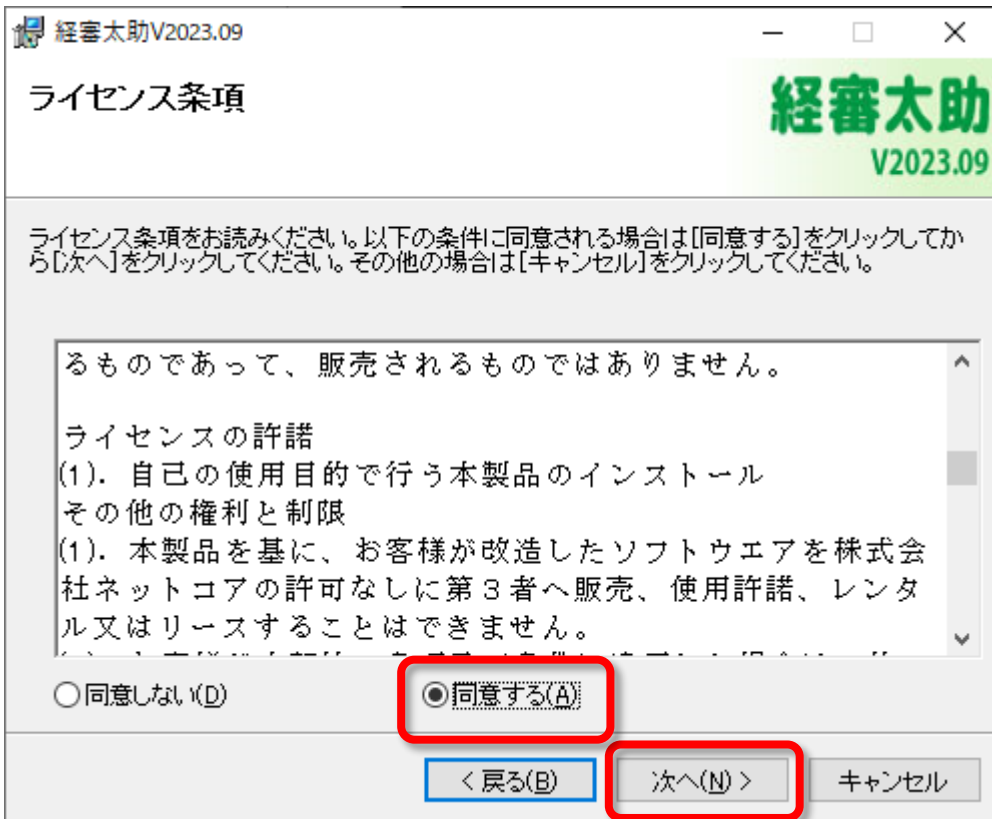 経審太助V2023.09
ライセンス条項
経審太助
V2023.09
ライセンス条項をお読みください。以下の条件に同意される場合は[同意する]をクリックしてか
ら[次へ]をクリックしてください。その他の場合は[キャンセル]をクリックしてください。
るものであって、販売されるものではありません。
ライセンスの許諾
(1). 自己の使用目的で行う本製品のインストール
その他の権利と制限
(1). 本製品を基に、お客様が改造したソフトウエアを株式会
社ネットコアの許可なしに第３者へ販売、使用許諾、レンタ
ル又はリースすることはできません。
同意しない(D)
同意する(A)
< 戻る(B)
次へ(N) >
キャンセル